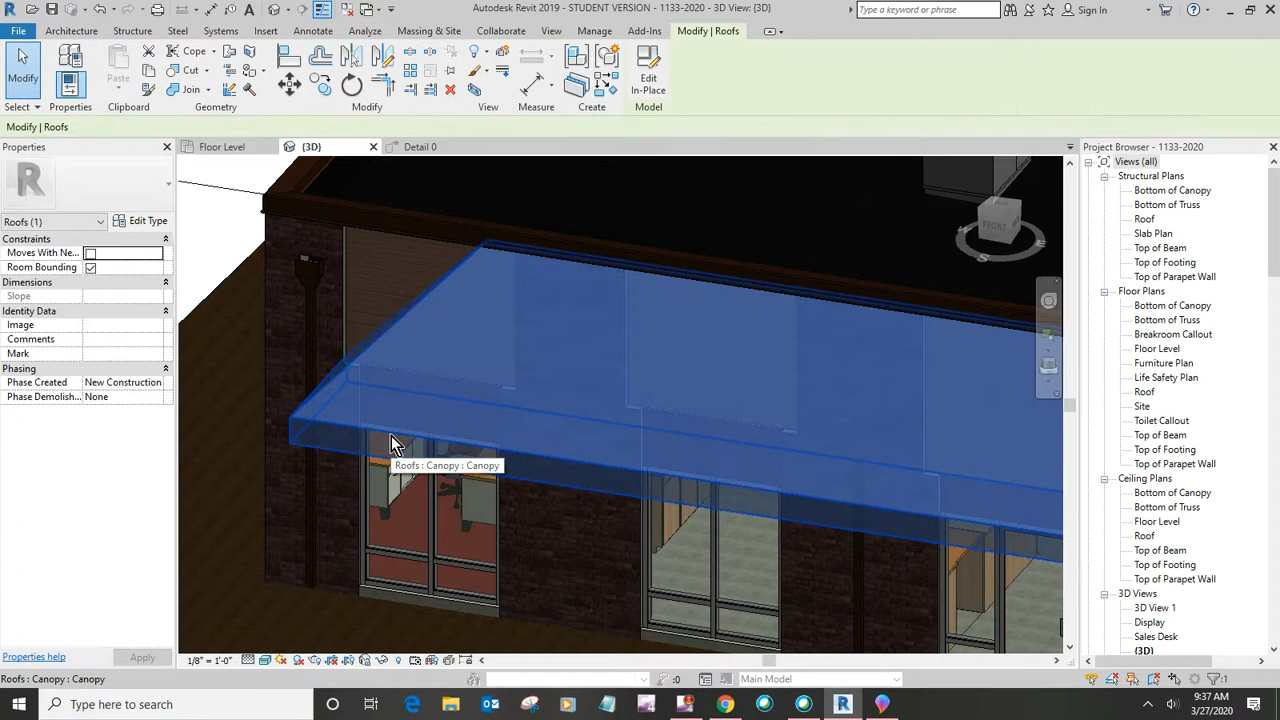 Autodesk Revit 2019 - STUDENT VERSION - 1133-2020 - 3D View: {3D}
Type a keyword or phrase
Sign In
File Architecture Structure Steel Systems Insert Annotate Analyze Massing & Site Collaborate View Manage Add-Ins Modify | Roofs
Modify
Paste
Cope
Cut
Join
Edit
In-Place
Select Properties Clipboard Geometry Modify View Measure Create Model
Modify | Roofs
Properties
Floor Level
{3D}
Detail 0
Project Browser - 1133-2020
Roofs (1)
Edit Type
Constraints
Moves With Ne...
Room Bounding
Dimensions
Slope
Identity Data
Image
Comments
Mark
Phasing
Phase Created New Construction
Phase Demolish... None
Properties help
Apply
FRONT
W
E
S
Roofs : Canopy : Canopy
Views (all)
Structural Plans
Bottom of Canopy
Bottom of Truss
Roof
Slab Plan
Top of Beam
Top of Footing
Top of Parapet Wall
Floor Plans
Bottom of Canopy
Bottom of Truss
Breakroom Callout
Floor Level
Furniture Plan
Life Safety Plan
Roof
Site
Toilet Callout
Top of Beam
Top of Footing
Top of Parapet Wall
Ceiling Plans
Bottom of Canopy
Bottom of Truss
Floor Level
Roof
Top of Beam
Top of Footing
Top of Parapet Wall
3D Views
3D View 1
Display
Sales Desk
{3D}
1/8" = 1'-0"
Roofs : Canopy : Canopy
:0
Main Model
:1
Type here to search
9:37 AM
3/27/2020